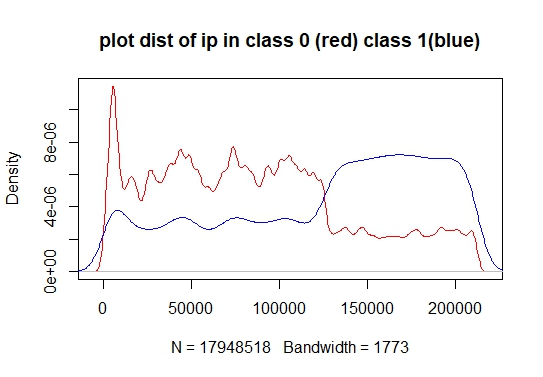 plot dist of ip in class 0 (red) class 1(blue)
Density
0e+00 4e-06 8e-06
0 50000 100000 150000 200000
N = 17948518 Bandwidth = 1773